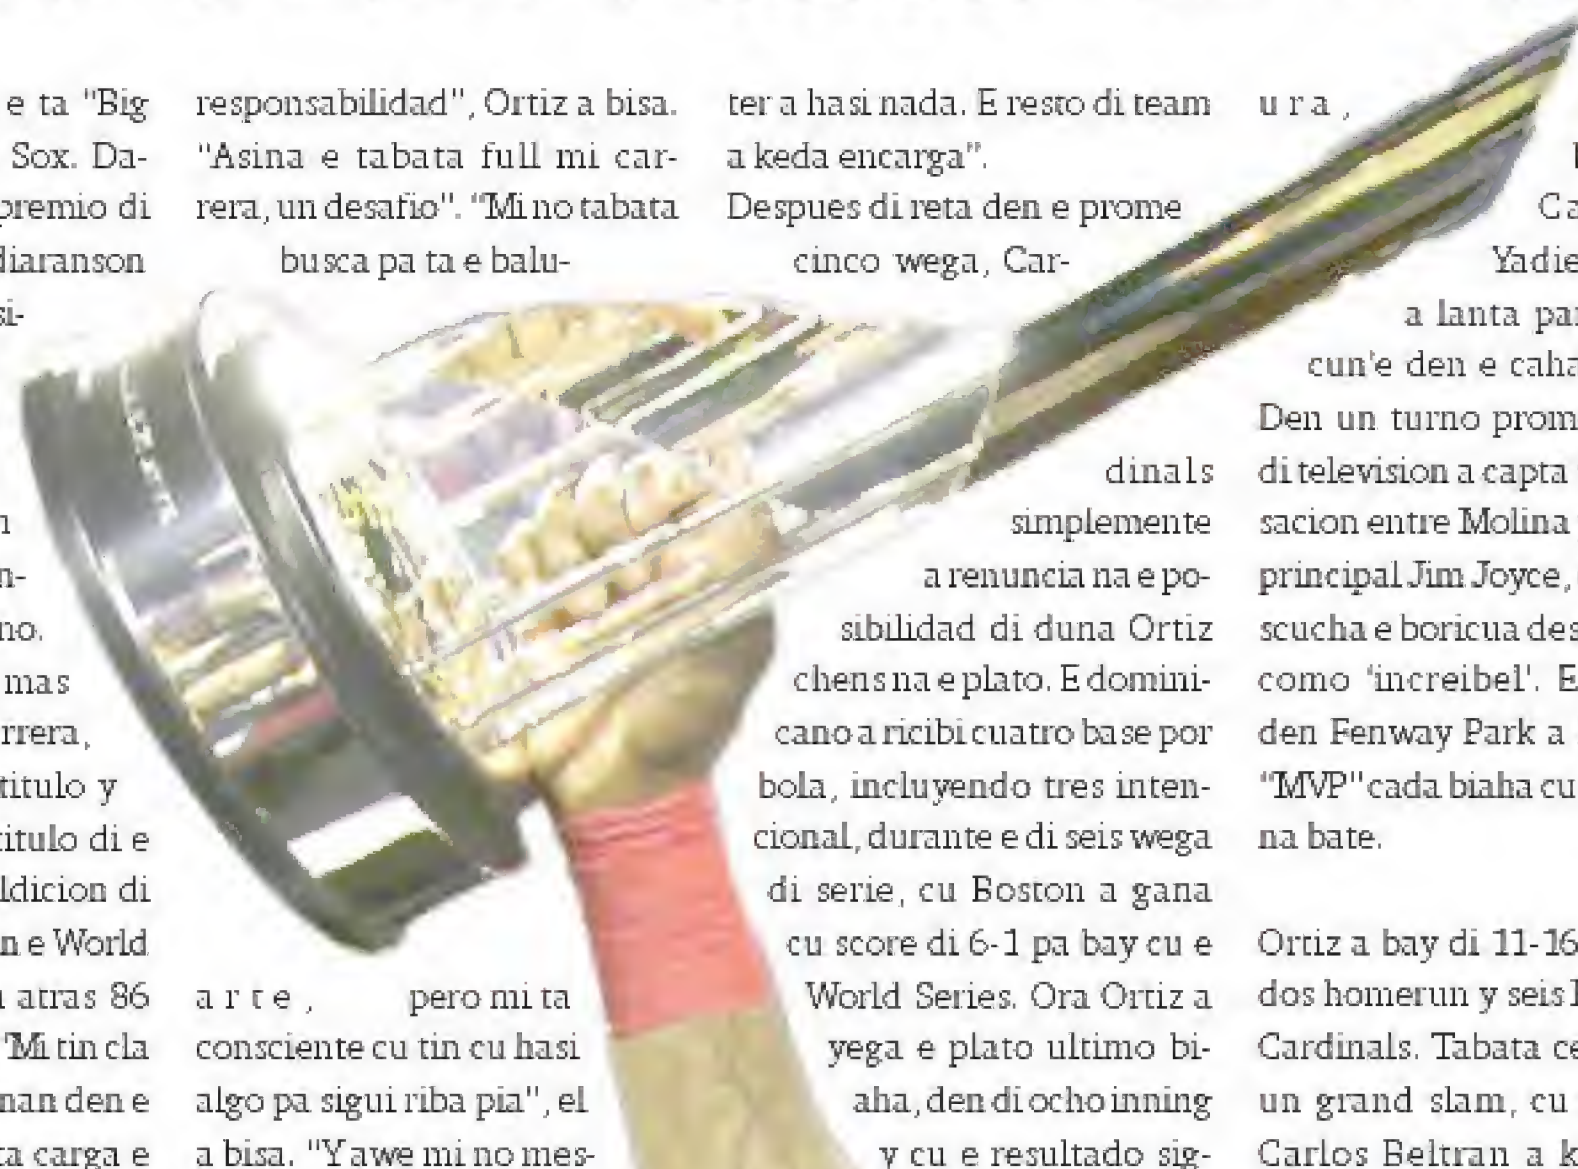 e ta "Big
Sox. Da-
premio di
diaranson
si-
n-
no.
mas
rrera,
titulo y
titulo di e
ldicion di
n e World
atras 86
"Mi tin cla
nan den e
ta carga e
responsabilidad", Ortiz a bisa.
"Asina e tabata full mi car-
rera, un desafio". "Mi no tabata
busca pa ta e balu-
arte, pero mi ta
consciente cu tin cu hasi
algo pa sigui riba pia", el
a bisa. "Y awe mi no mes-
ter a hasi nada. E resto di team
a keda encarga".
Despues di reta den e prome
cinco wega, Car-
dinals
simplemente
a renuncia na e po-
sibilidad di duna Ortiz
chens na e plato. E domini-
cano a ricibi cuatro base por
bola, incluyendo tres inten-
cional, durante e di seis wega
di serie, cu Boston a gana
cu score di 6-1 pa bay cu e
World Series. Ora Ortiz a
yega e plato ultimo bi-
aha, den di ocho inning
y cu e resultado sig-
ura,
Ca
Yadie
a lanta par
cun'e den e caha
Den un turno prom
di television a capta
sacion entre Molina
principal Jim Joyce,
scucha e boricua des
como 'increibel'. E
den Fenway Park a
"MVP" cada biaha cu
na bate.
Ortiz a bay di 11-16
dos homerun y seis
Cardinals. Tabata ce
un grand slam, cu
Carlos Beltran a k